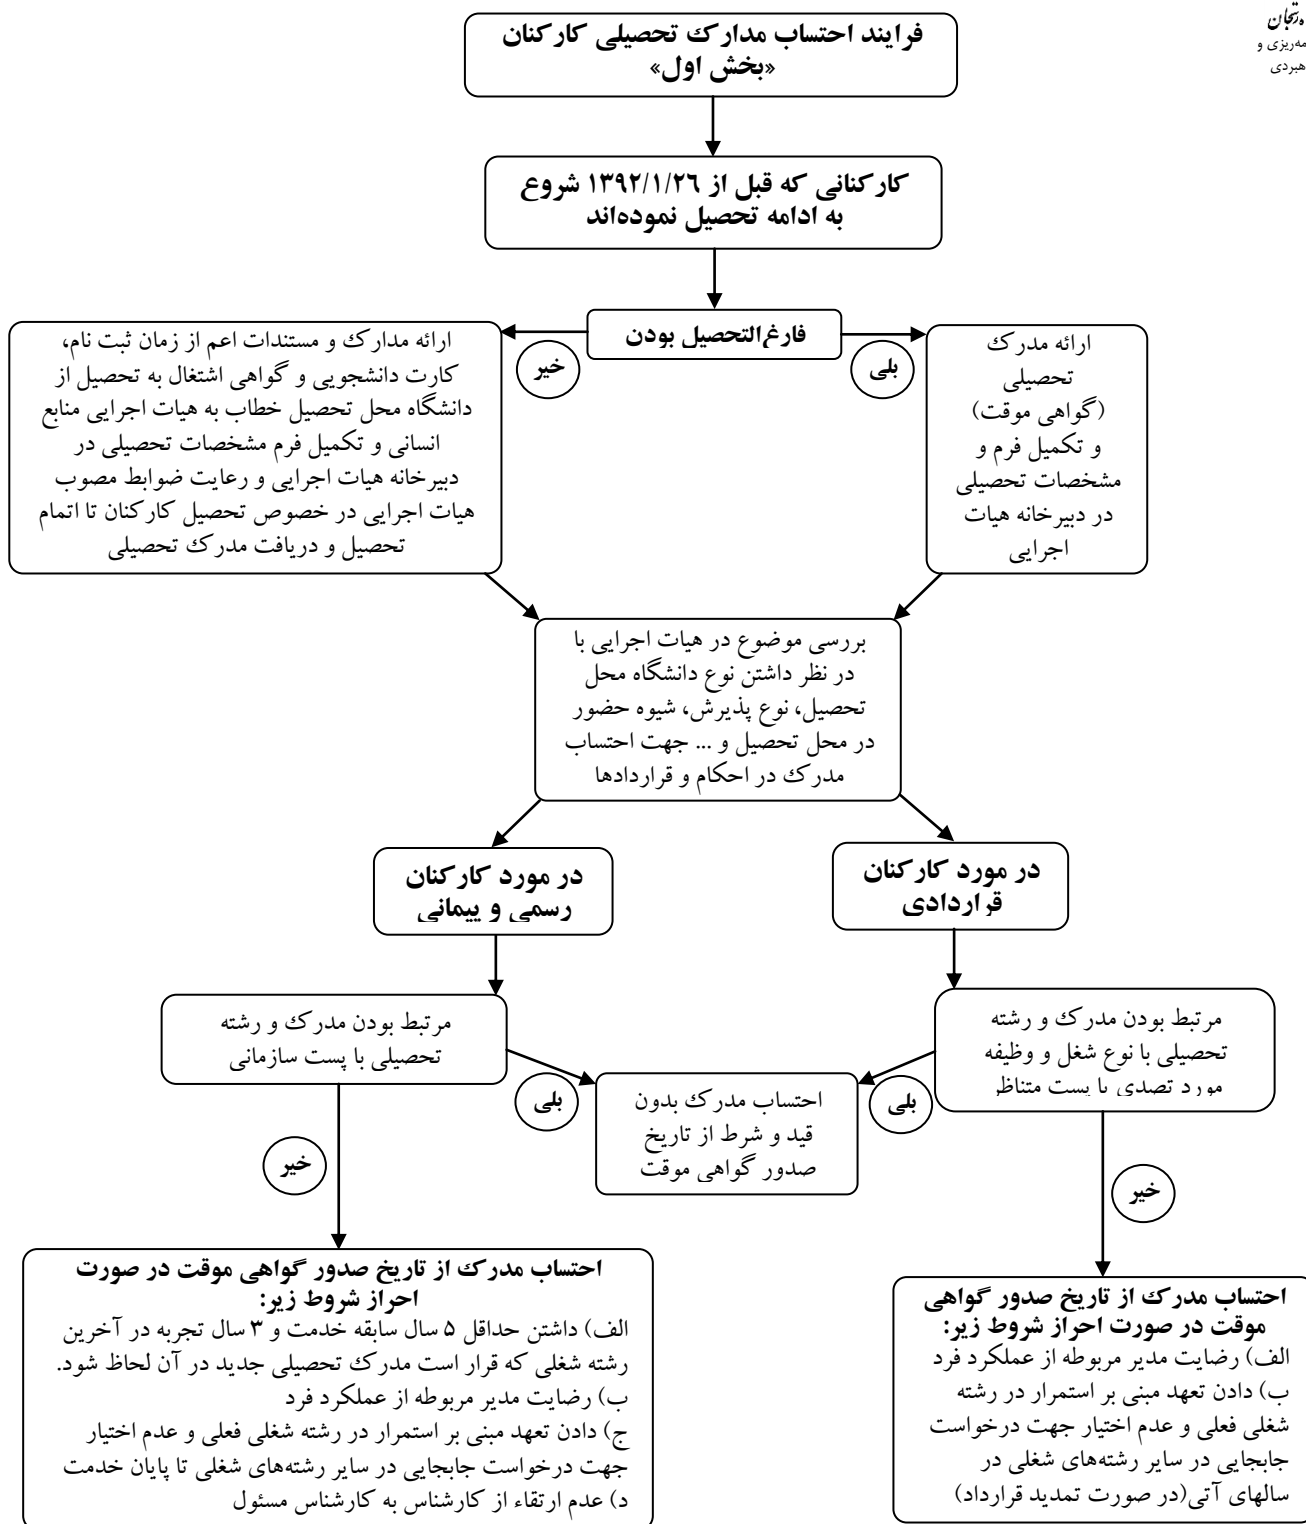 مه‌ریزی و
هبردی
فرایند احتساب مدارک تحصیلی کارکنان
«بخش اول»
کارکنانی که قبل از ۱۳۹۲/۱/۲۶ شروع
به ادامه تحصیل نموده‌اند
فارغ‌التحصیل بودن
بلی
خیر
ارائه مدرک
تحصیلی
(گواهی موقت)
و تکمیل فرم و
مشخصات تحصیلی
در دبیرخانه هیات
اجرایی
ارائه مدارک و مستندات اعم از زمان ثبت نام،
کارت دانشجویی و گواهی اشتغال به تحصیل از
دانشگاه محل تحصیل خطاب به هیات اجرایی منابع
انسانی و تکمیل فرم مشخصات تحصیلی در
دبیرخانه هیات اجرایی و رعایت ضوابط مصوب
هیات اجرایی در خصوص تحصیل کارکنان تا اتمام
تحصیل و دریافت مدرک تحصیلی
بررسی موضوع در هیات اجرایی با
در نظر داشتن نوع دانشگاه محل
تحصیل، نوع پذیرش، شیوه حضور
در محل تحصیل و ... جهت احتساب
مدرک در احکام و قراردادها
در مورد کارکنان
قراردادی
در مورد کارکنان
رسمی و پیمانی
مرتبط بودن مدرک و رشته
تحصیلی با نوع شغل و وظیفه
مورد تصدی با پست متناظر
مرتبط بودن مدرک و رشته
تحصیلی با پست سازمانی
بلی
بلی
احتساب مدرک بدون
قید و شرط از تاریخ
صدور گواهی موقت
خیر
خیر
احتساب مدرک از تاریخ صدور گواهی
موقت در صورت احراز شروط زیر:
الف) رضایت مدیر مربوطه از عملکرد فرد
ب) دادن تعهد مبنی بر استمرار در رشته
شغلی فعلی و عدم اختیار جهت درخواست
جابجایی در سایر رشته‌های شغلی در
سالهای آتی(در صورت تمدید قرارداد)
احتساب مدرک از تاریخ صدور گواهی موقت در صورت
احراز شروط زیر:
الف) داشتن حداقل ۵ سال سابقه خدمت و ۳ سال تجربه در آخرین
رشته شغلی که قرار است مدرک تحصیلی جدید در آن لحاظ شود.
ب) رضایت مدیر مربوطه از عملکرد فرد
ج) دادن تعهد مبنی بر استمرار در رشته شغلی فعلی و عدم اختیار
جهت درخواست جابجایی در سایر رشته‌های شغلی تا پایان خدمت
د) عدم ارتقاء از کارشناس به کارشناس مسئول